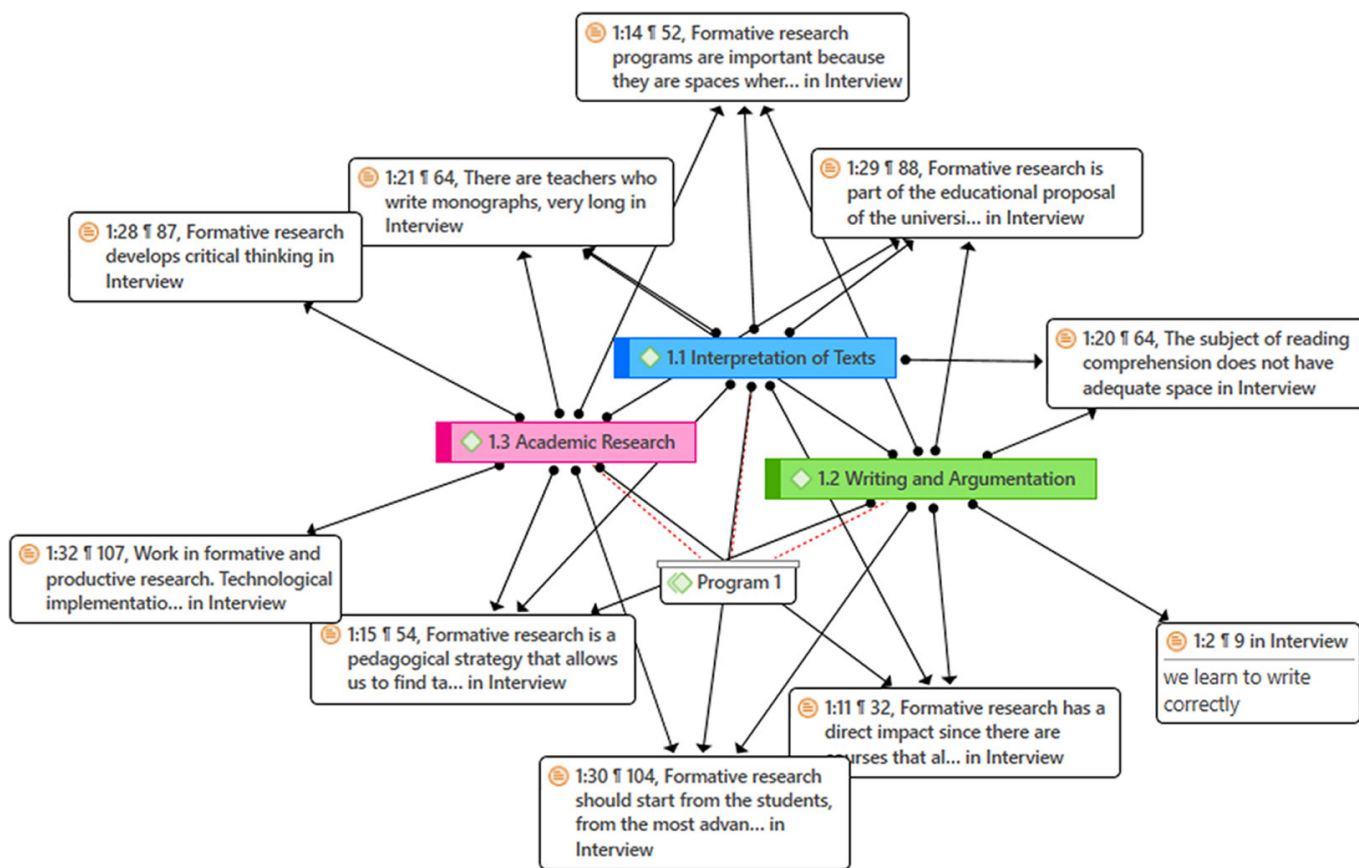 1:14 ¶ 52, Formative research
programs are important because
they are spaces wher... in Interview
1:21 ¶ 64, There are teachers who
write monographs, very long in
Interview
1:29 ¶ 88, Formative research is
part of the educational proposal
of the universi... in Interview
1:28 ¶ 87, Formative research
develops critical thinking in
Interview
1.1 Interpretation of Texts
1:20 ¶ 64, The subject of reading
comprehension does not have
adequate space in Interview
1.3 Academic Research
1.2 Writing and Argumentation
1:32 ¶ 107, Work in formative and
productive research. Technological
implementatio... in Interview
Program 1
1:15 ¶ 54, Formative research is a
pedagogical strategy that allows
us to find ta... in Interview
1:2 ¶ 9 in Interview
we learn to write
correctly
1:11 ¶ 32, Formative research has a
direct impact since there are
courses that al... in Interview
1:30 ¶ 104, Formative research
should start from the students,
from the most advan... in
Interview